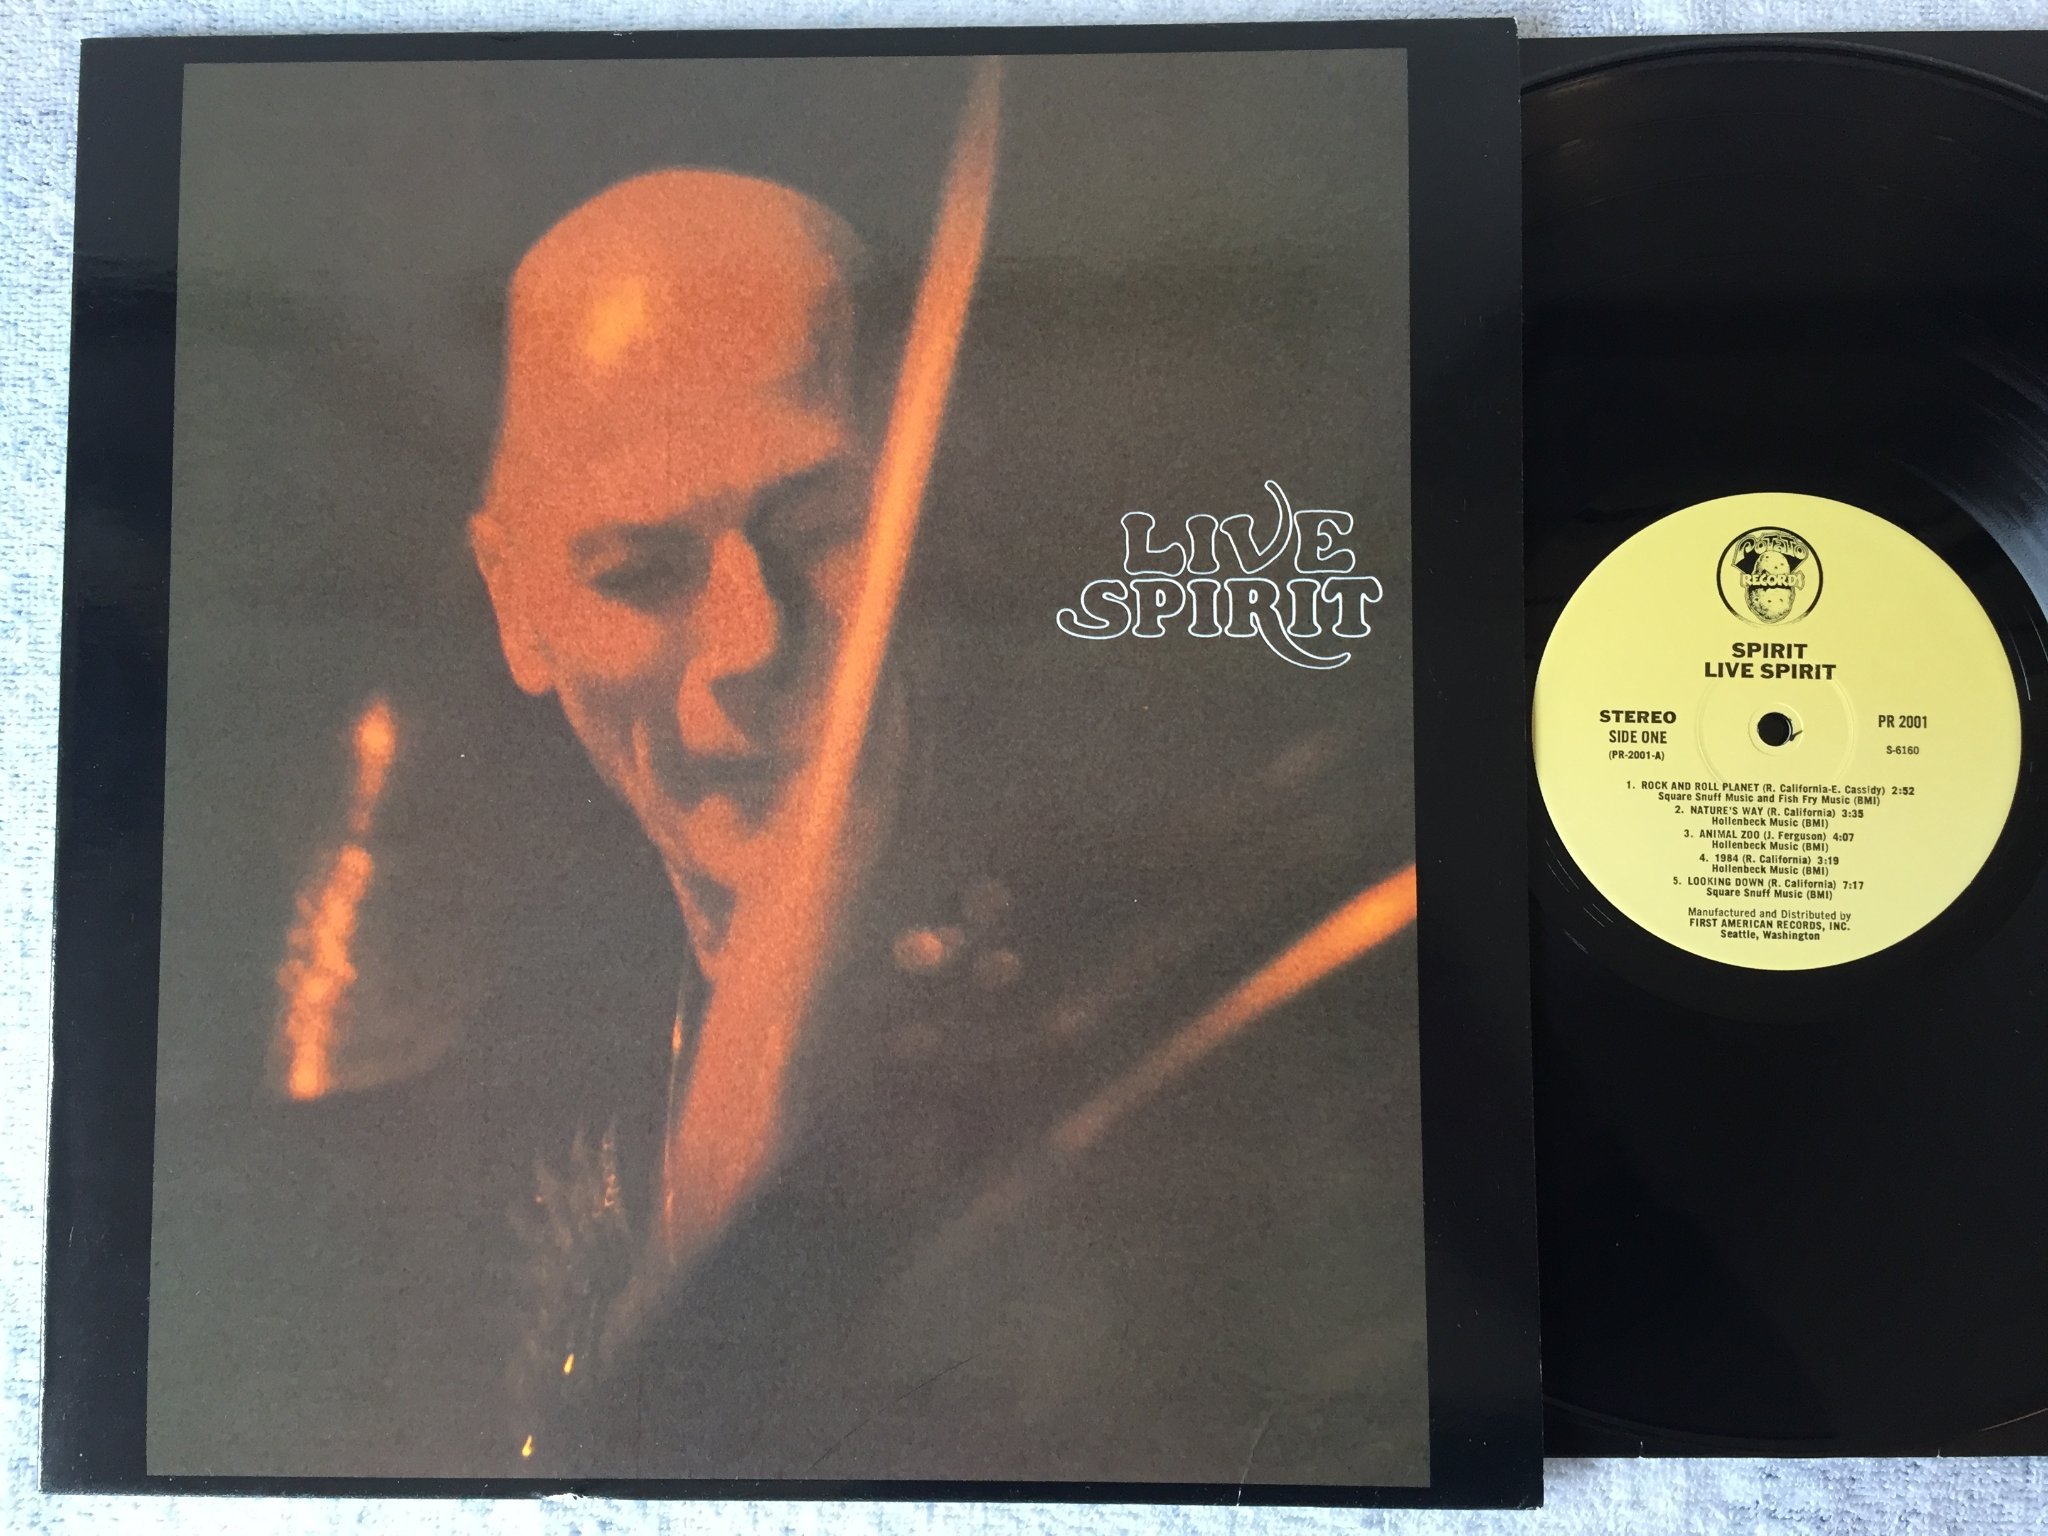 LIVE
SPIRIT
POTATO
RECORDS
SPIRIT
LIVE SPIRIT
STEREO
SIDE ONE
(PR-2001-A)
PR 2001
S-6160
1. ROCK AND ROLL PLANET (R. California-E. Cassidy) 2:52
Square Snuff Music and Fish Fry Music (BMI)
2. NATURE'S WAY (R. California) 3:35
Hollenbeck Music (BMI)
3. ANIMAL ZOO (J. Ferguson) 4:07
Hollenbeck Music (BMI)
4. 1984 (R. California) 3:19
Hollenbeck Music (BMI)
5. LOOKING DOWN (R. California) 7:17
Square Snuff Music (BMI)
Manufactured and Distributed by
FIRST AMERICAN RECORDS, INC.
Seattle, Washington